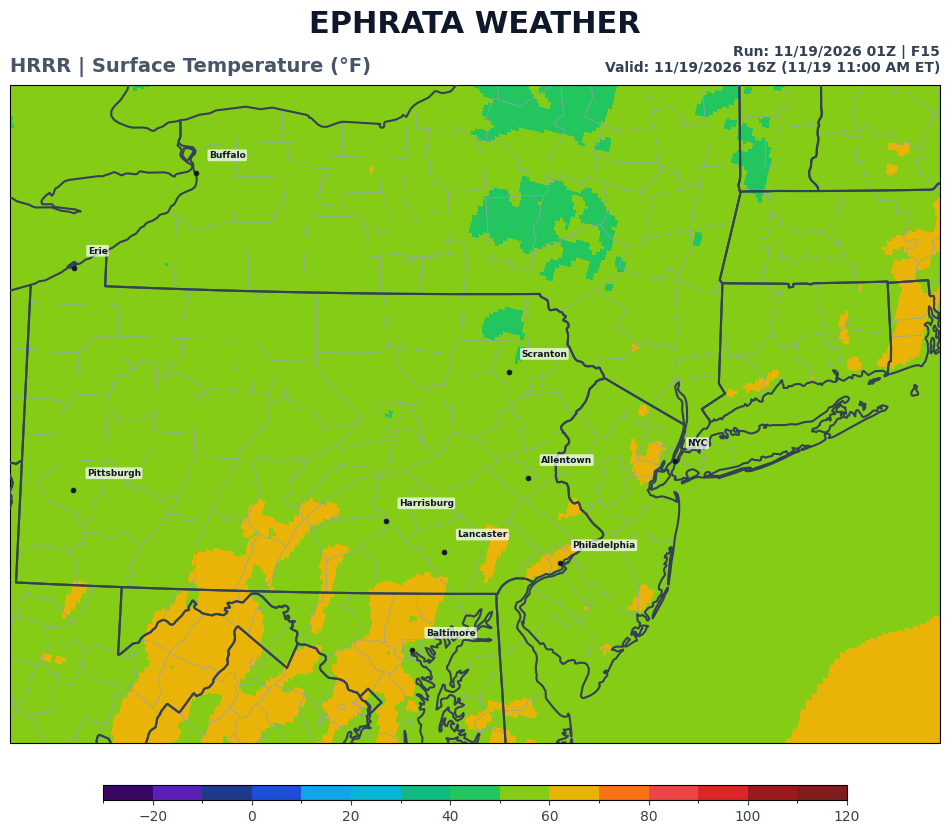 EPHRATA WEATHER
HRRR | Surface Temperature (°F)
Run: 11/19/2026 01Z | F15
Valid: 11/19/2026 16Z (11/19 11:00 AM ET)
Buffalo
Erie
Scranton
NYC
Allentown
Pittsburgh
Harrisburg
Lancaster
Philadelphia
Baltimore
−20 0 20 40 60 80 100 120